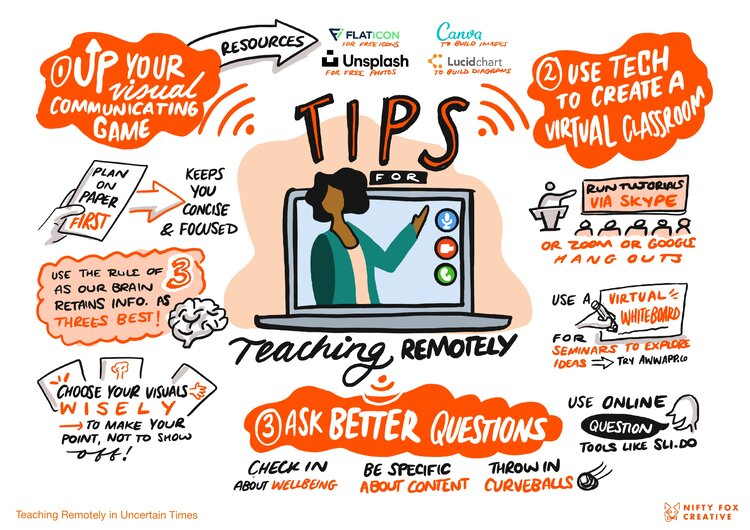 ① UP YOUR
visual
COMMUNICATING
GAME
RESOURCES
FLATICON
FOR FREE ICONS
Canva
TO BUILD IMAGES
Unsplash
FOR FREE PHOTOS
Lucidchart
TO BUILD DIAGRAMS
② USE TECH
TO CREATE A
VIRTUAL CLASSROOM
TIPS
FOR
Teaching REMOTELY
PLAN
ON
PAPER
FIRST
KEEPS
YOU
CONCISE
& FOCUSED
USE THE RULE OF 3
AS OUR BRAIN
RETAINS INFO. AS
THREES BEST!
CHOOSE YOUR VISUALS
WISELY
→ TO MAKE YOUR
POINT, NOT TO SHOW
off!
RUN TUTORIALS
VIA SKYPE
OR ZOOM OR GOOGLE
HANGOUTS
USE A VIRTUAL
WHITEBOARD
FOR
SEMINARS TO EXPLORE
IDEAS → TRY AWWAPP.CO
USE ONLINE
QUESTION
TOOLS LIKE SLI.DO
③ ASK BETTER QUESTIONS
CHECK IN
ABOUT WELLBEING
BE SPECIFIC
ABOUT CONTENT
THROW IN
CURVEBALLS
Teaching Remotely in Uncertain Times
NIFTY FOX
CREATIVE